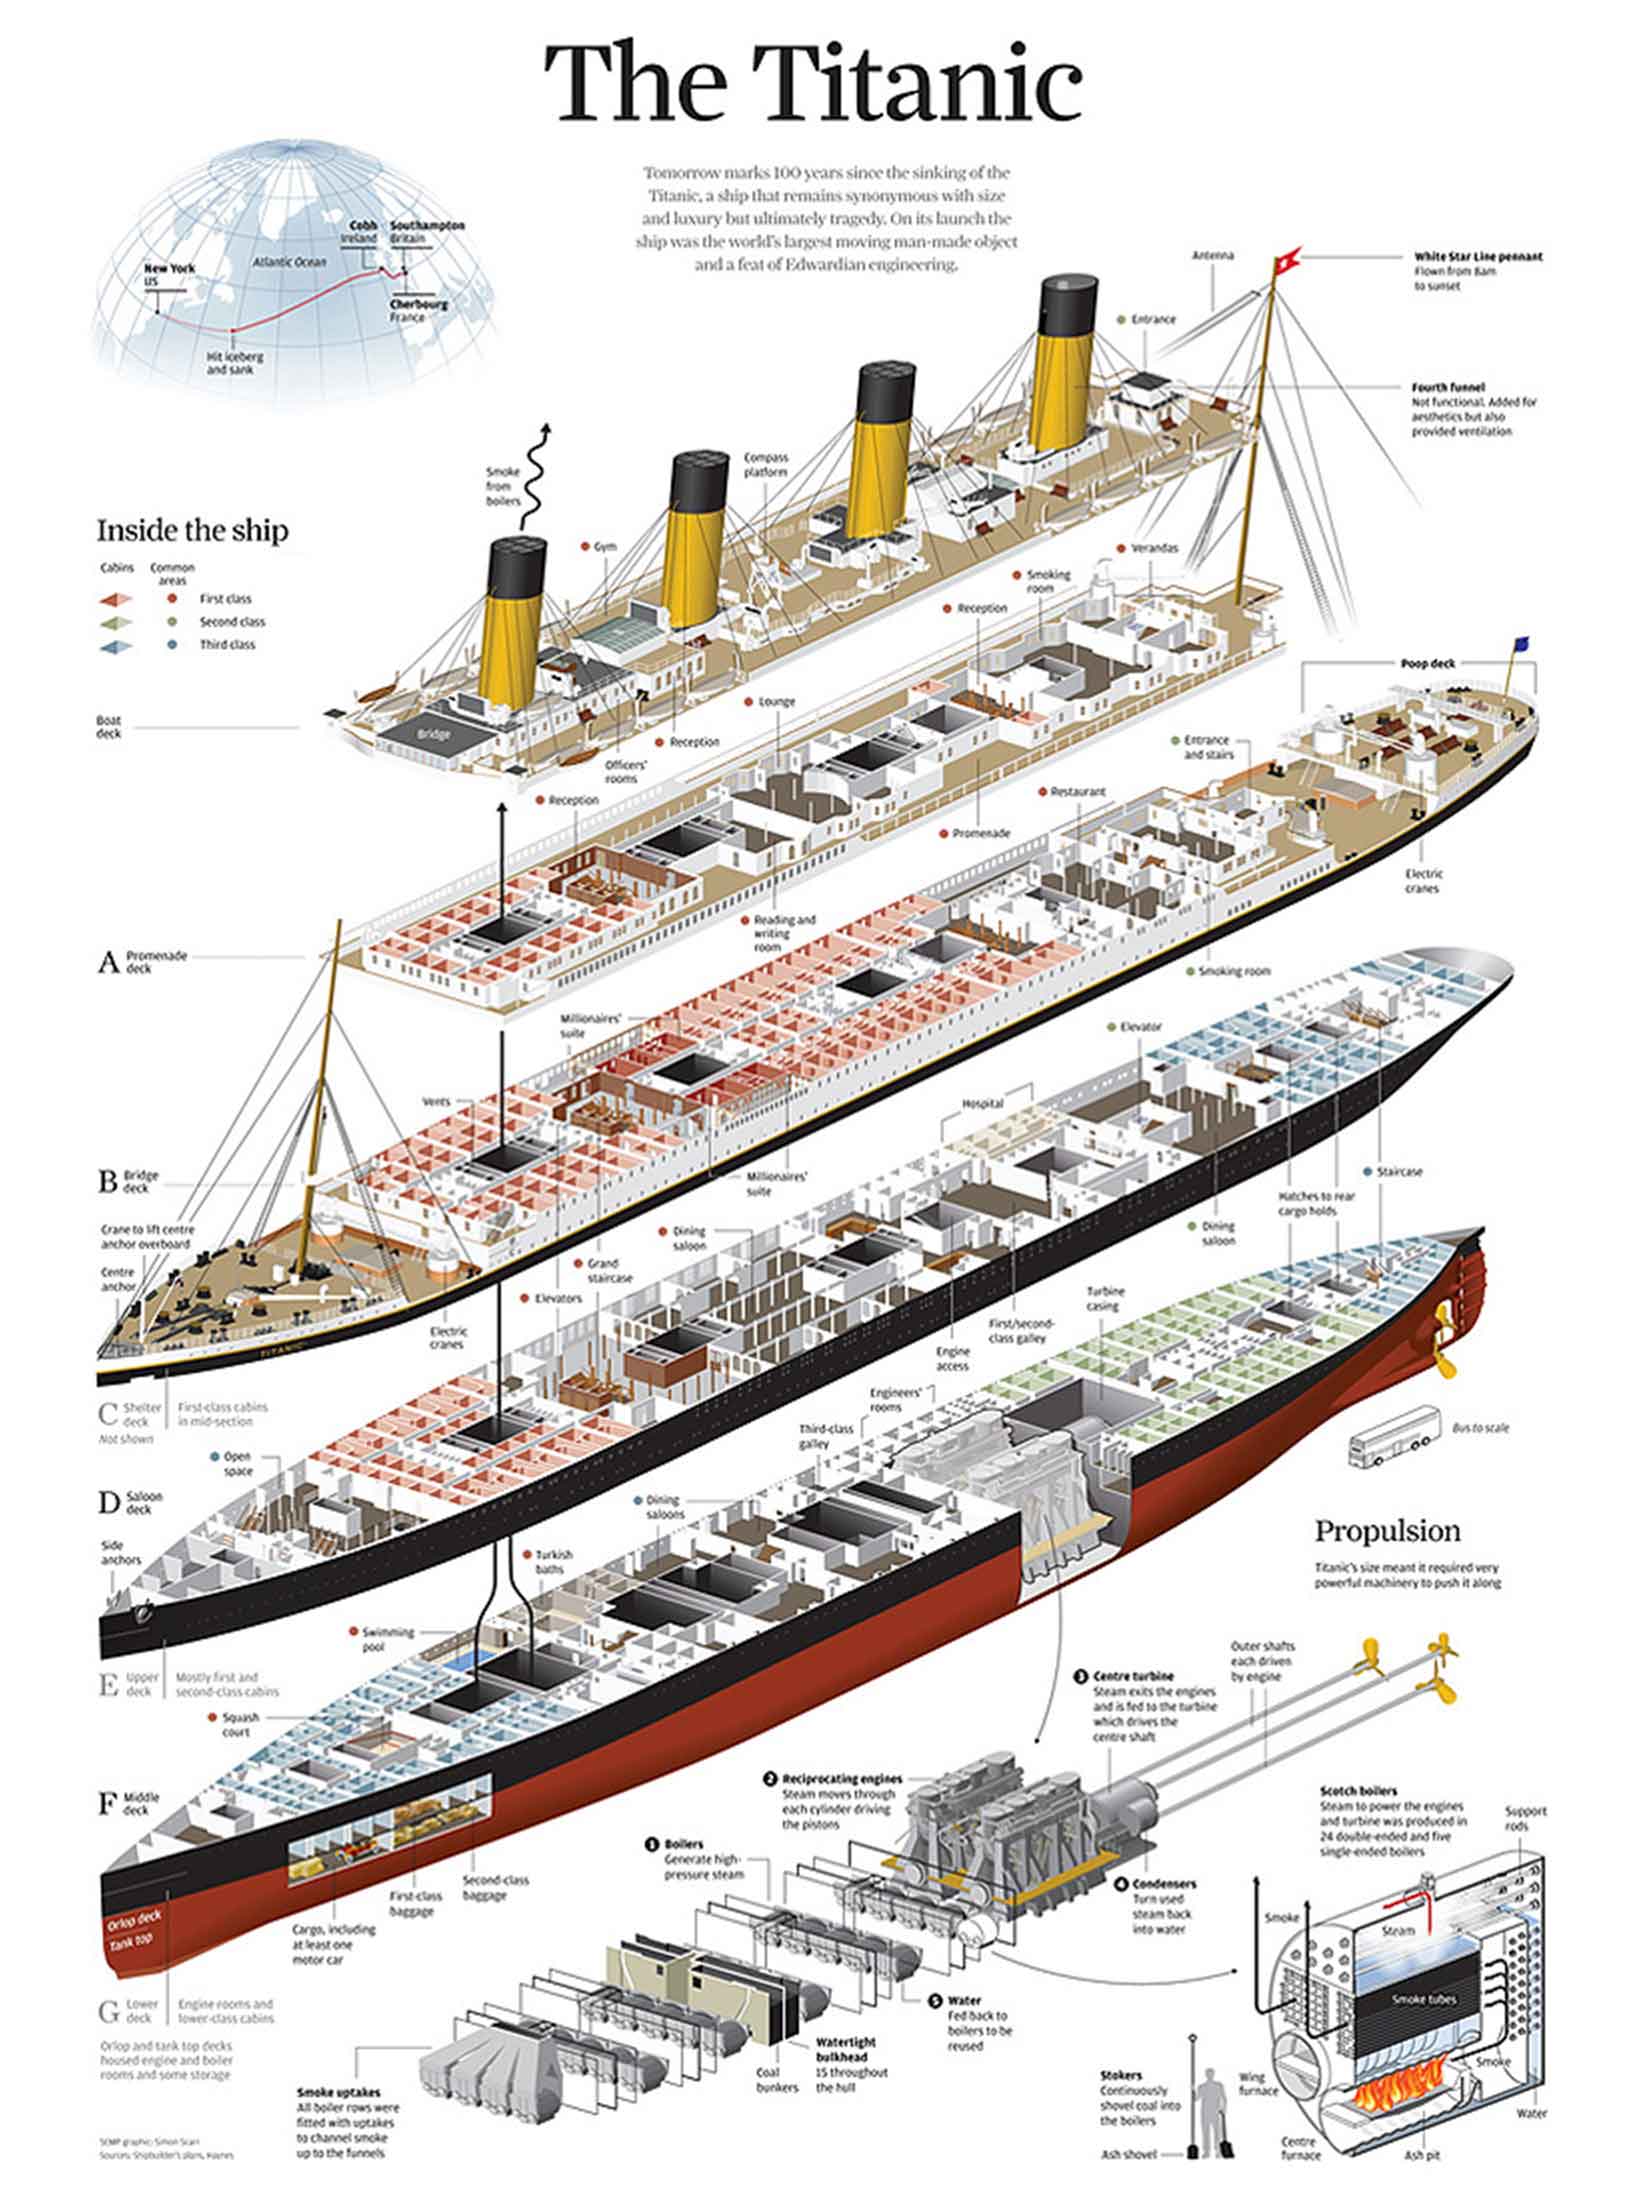 The Titanic
Tomorrow marks 100 years since the sinking of the
Titanic, a ship that remains synonymous with size
and luxury but ultimately tragedy. On its launch the
ship was the world's largest moving man-made object
and a feat of Edwardian engineering.
Cobh
Ireland
Southampton
Britain
New York
US
Atlantic Ocean
Cherbourg
France
Hit iceberg
and sank
Antenna
White Star Line pennant
Flown from 8am
to sunset
Entrance
Fourth funnel
Not functional. Added for
aesthetics but also
provided ventilation
Smoke
from
boilers
Compass
platform
Inside the ship
Cabins
Common
areas
First class
Second class
Third class
Gym
Verandas
Smoking
room
Reception
Poop deck
Boat
deck
Bridge
Lounge
Reception
Officers'
rooms
Entrance
and stairs
Reception
Restaurant
Promenade
Electric
cranes
Reading and
writing
room
A Promenade
deck
Smoking room
Millionaires'
suite
Elevator
Vents
Hospital
B Bridge
deck
Millionaires'
suite
Staircase
Hatches to rear
cargo holds
Crane to lift centre
anchor overboard
Dining
saloon
Dining
saloon
Centre
anchor
Grand
staircase
Elevators
Turbine
casing
TITANIC
Electric
cranes
First/second-
class galley
Engine
access
C Shelter
deck
Not shown
First-class cabins
in mid-section
Engineers'
rooms
Third-class
galley
Bus to scale
Open
space
D Saloon
deck
Dining
saloons
Side
anchors
Turkish
baths
Propulsion
Titanic's size meant it required very
powerful machinery to push it along
Swimming
pool
E Upper
deck
Mostly first and
second-class cabins
Outer shafts
each driven
by engine
3 Centre turbine
Steam exits the engines
and is fed to the turbine
which drives the
centre shaft
Squash
court
2 Reciprocating engines
Steam moves through
each cylinder driving
the pistons
F Middle
deck
Scotch boilers
Steam to power the engines
and turbine was produced in
24 double-ended and five
single-ended boilers
Support
rods
1 Boilers
Generate high-
pressure steam
Second-class
baggage
First-class
baggage
4 Condensers
Turn used
steam back
into water
Orlop deck
Tank top
Cargo, including
at least one
motor car
Smoke
Steam
Smoke tubes
G Lower
deck
Engine rooms and
lower-class cabins
5 Water
Fed back to
boilers to be
reused
Orlop and tank top decks
housed engine and boiler
rooms and some storage
Watertight
bulkhead
15 throughout
the hull
Coal
bunkers
Smoke
Stokers
Continuously
shovel coal into
the boilers
Wing
furnace
Smoke uptakes
All boiler rows were
fitted with uptakes
to channel smoke
up to the funnels
Water
Ash shovel
Centre
furnace
Ash pit
SCMP graphic: Simon Scarr
Sources: Shipbuilder's plans, Haynes